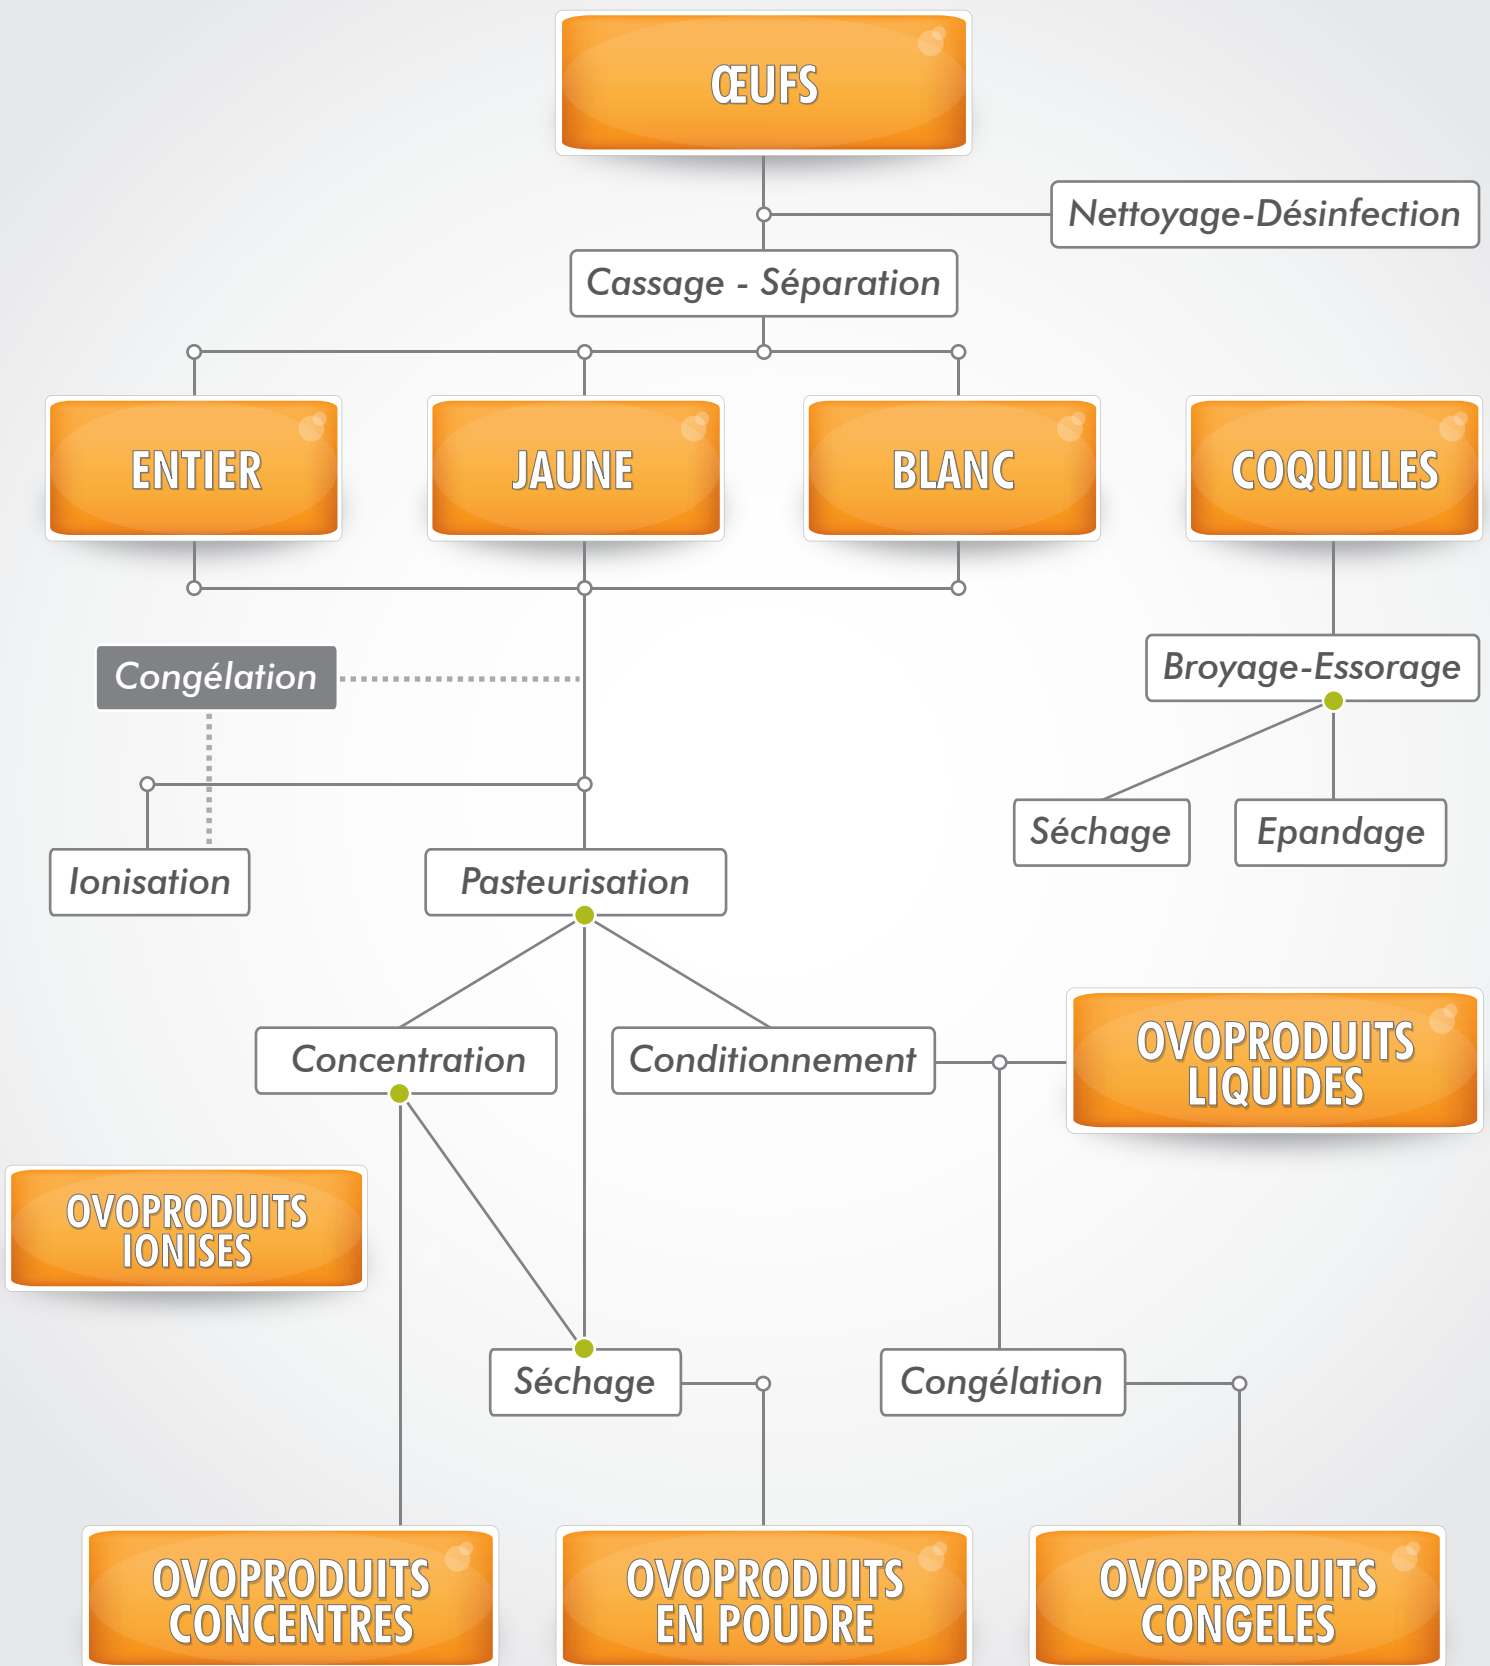 ŒUFS
Nettoyage-Désinfection
Cassage - Séparation
ENTIER
JAUNE
BLANC
COQUILLES
Congélation
Broyage-Essorage
Séchage
Epandage
Ionisation
Pasteurisation
Concentration
Conditionnement
OVOPRODUITS
LIQUIDES
OVOPRODUITS
IONISES
Séchage
Congélation
OVOPRODUITS
CONCENTRES
OVOPRODUITS
EN POUDRE
OVOPRODUITS
CONGELES